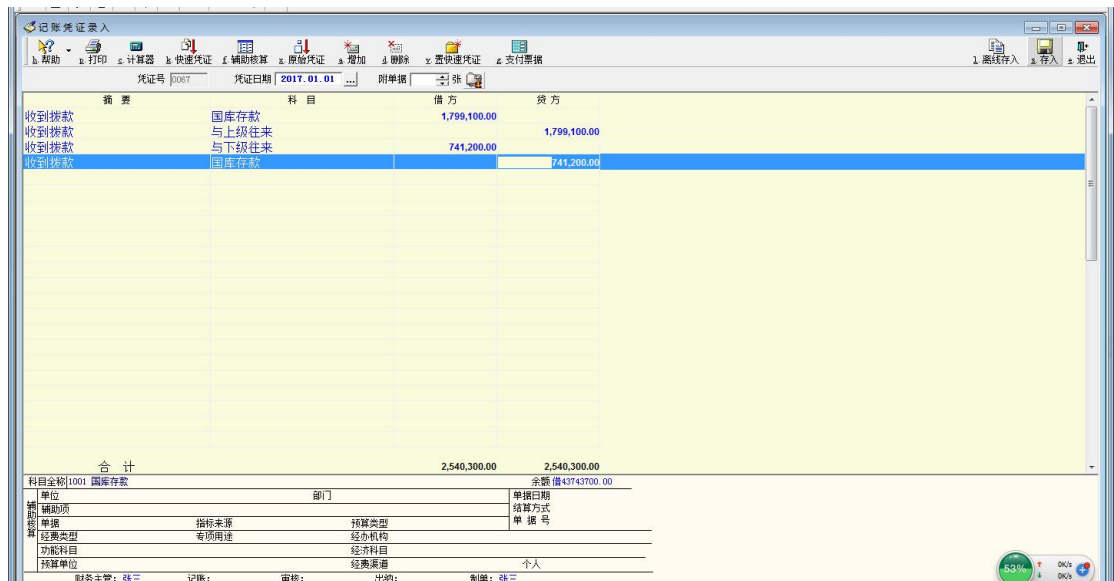 记账凭证录入
h.帮助 p.打印 c.计算器 k.快速凭证 f.辅助核算 x.原始凭证 a.增加 d.删除 v.置快速凭证 g.支付票据 l.离线存入 s.存入 e.退出
凭证号 0067 凭证日期 2017.01.01 ... 附单据 张
摘 要 科 目 借 方 贷 方
收到拨款 国库存款 1,799,100.00
收到拨款 与上级往来 1,799,100.00
收到拨款 与下级往来 741,200.00
收到拨款 国库存款 741,200.00
合 计 2,540,300.00 2,540,300.00
科目全称 1001 国库存款 余额 借43743700.00
辅助核算
单位 部门 单据日期
辅助项 结算方式
单据 指标来源 预算类型 单 据 号
经费类型 专项用途 经办机构
功能科目 经济科目
预算单位 经费渠道 个人
财务主管: 张三 记账: 审核: 出纳: 制单: 张三
53% 0K/s
0K/s